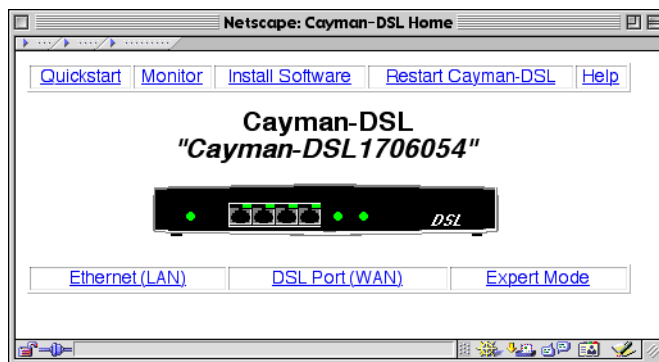 Netscape: Cayman-DSL Home
Quickstart Monitor Install Software Restart Cayman-DSL Help
Cayman-DSL
"Cayman-DSL1706054"
DSL
Ethernet (LAN) DSL Port (WAN) Expert Mode